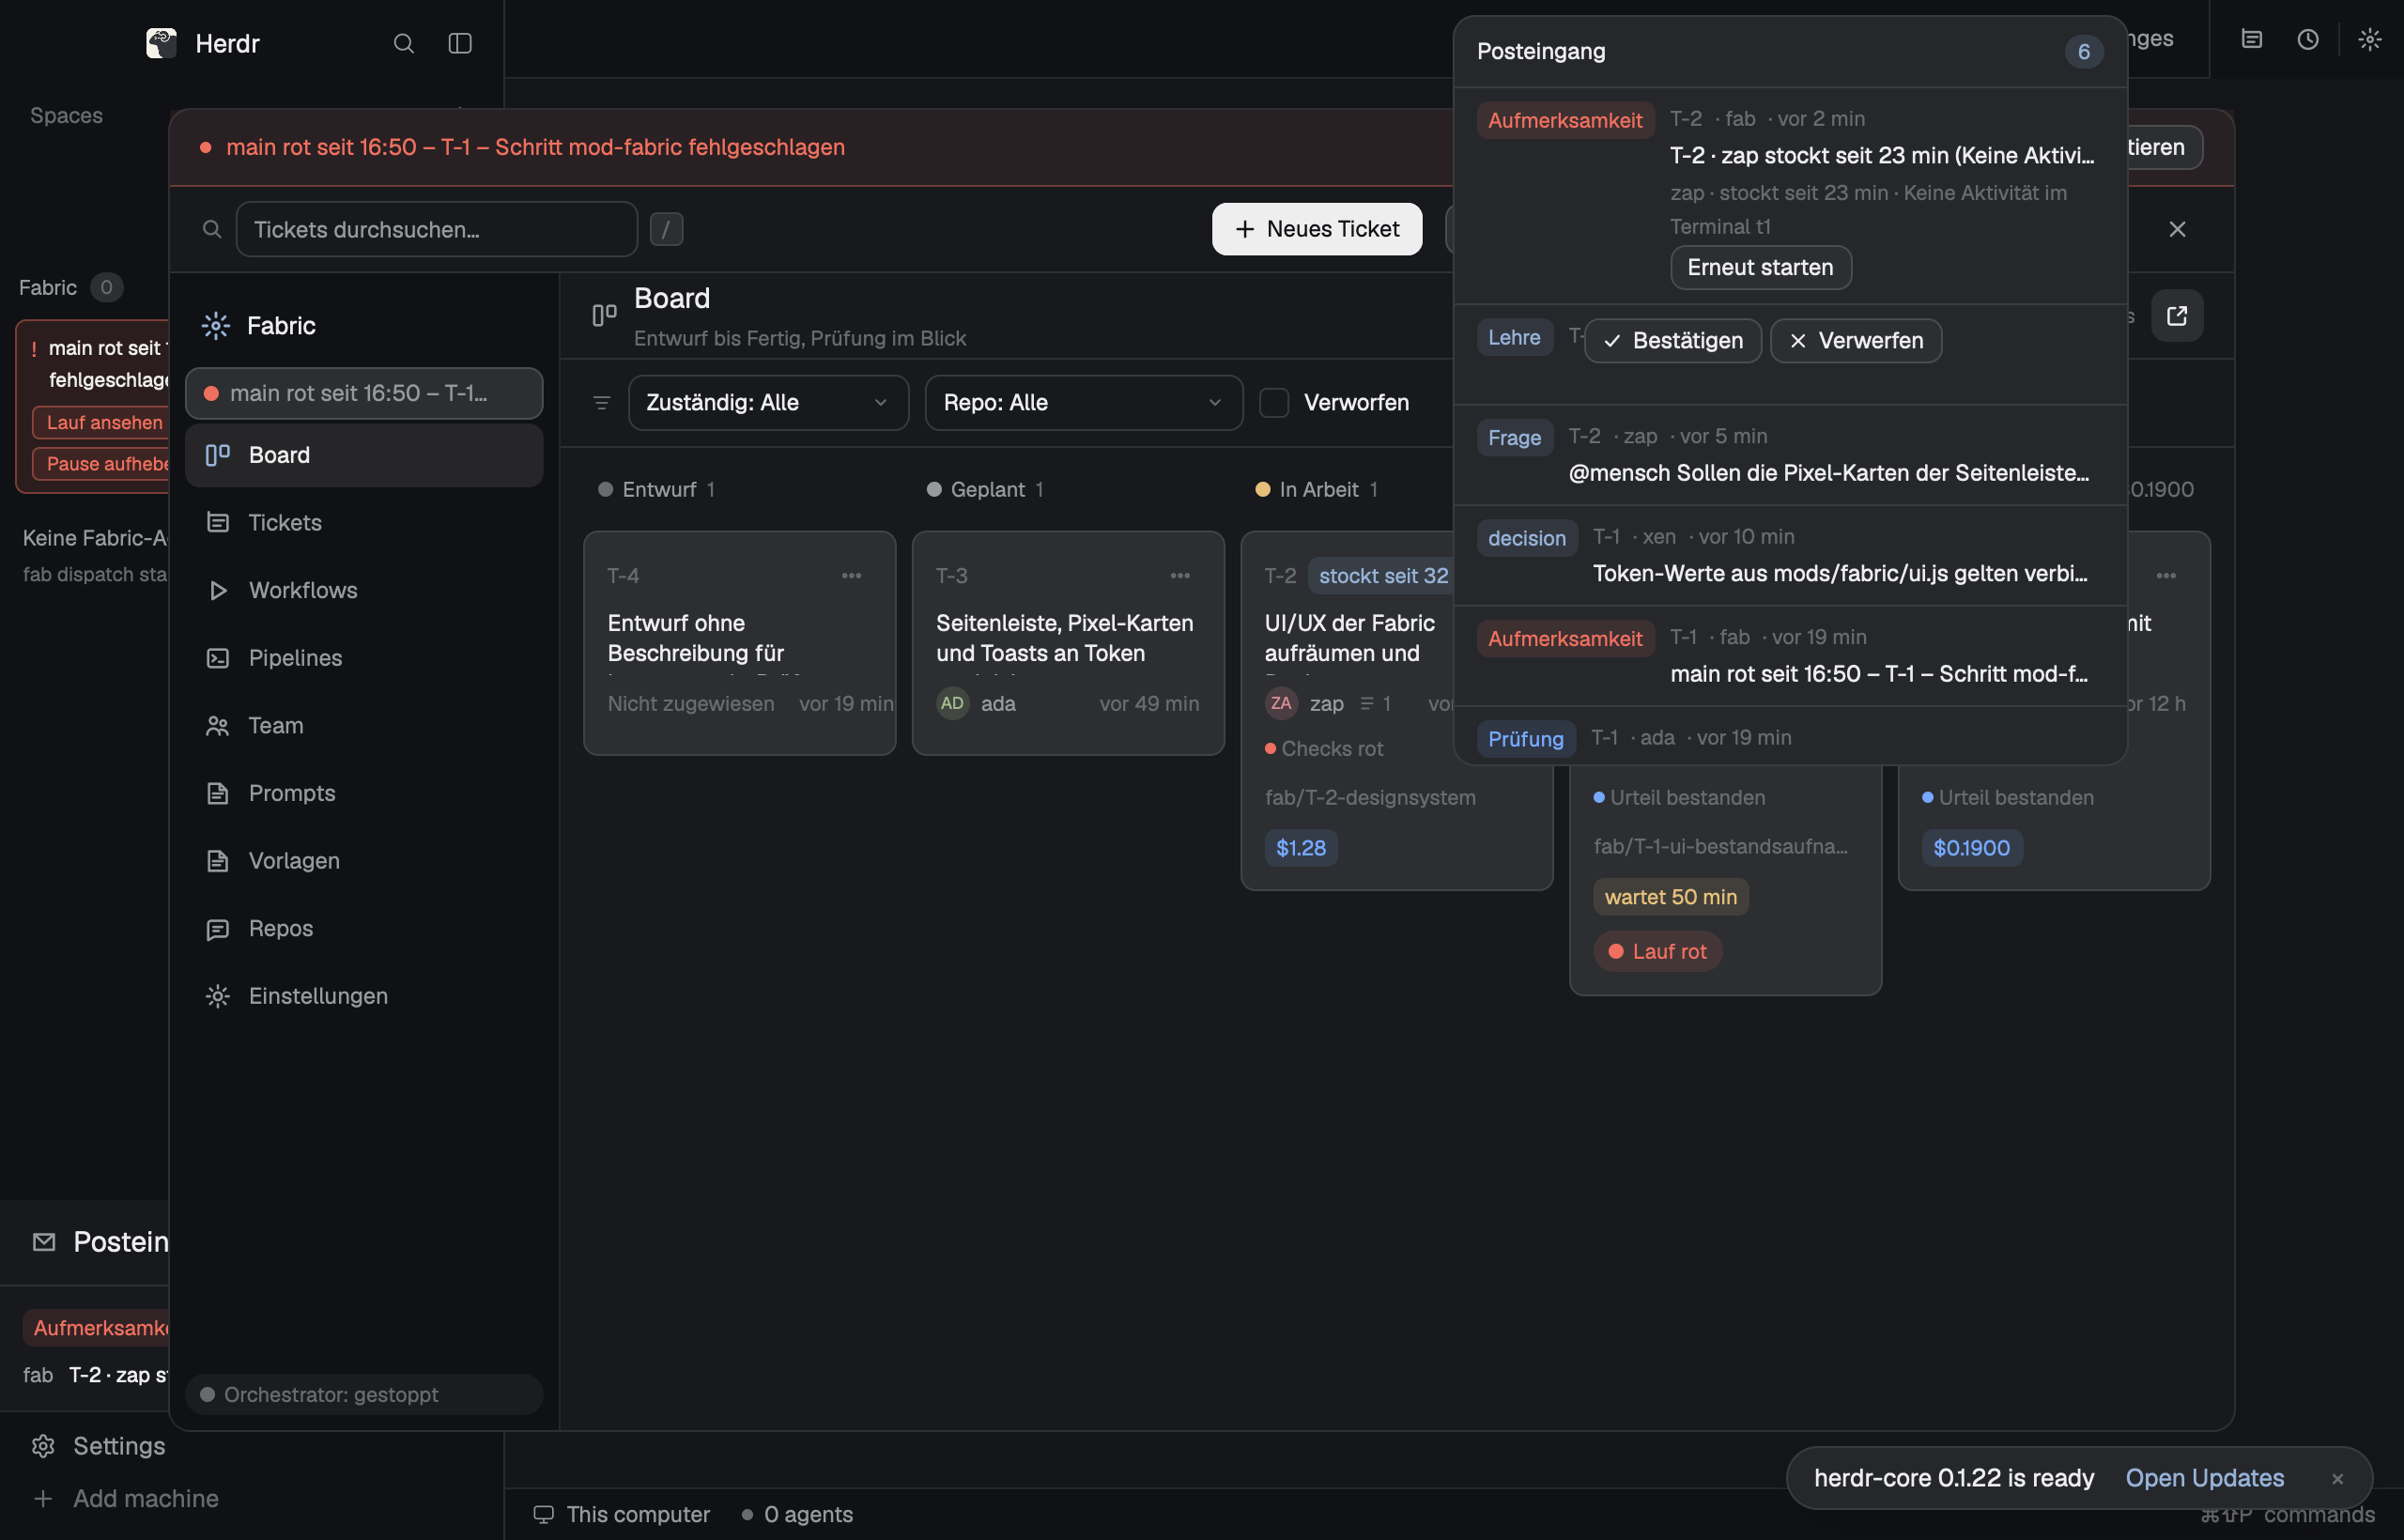 Herdr
Spaces
Fabric 0
! main rot seit
fehlgeschlage
Lauf ansehen
Pause aufhebe
Keine Fabric-A
fab dispatch sta
Postein
Aufmerksamke
fab T-2 · zap s
Settings
+ Add machine
main rot seit 16:50 – T-1 – Schritt mod-fabric fehlgeschlagen
tieren
Tickets durchsuchen... /
+ Neues Ticket
Fabric
main rot seit 16:50 – T-1...
Board
Tickets
Workflows
Pipelines
Team
Prompts
Vorlagen
Repos
Einstellungen
Orchestrator: gestoppt
Board
Entwurf bis Fertig, Prüfung im Blick
Zuständig: Alle
Repo: Alle
Verworfen
Entwurf 1
T-4
Entwurf ohne
Beschreibung für
Nicht zugewiesen vor 19 min
Geplant 1
T-3
Seitenleiste, Pixel-Karten
und Toasts an Token
AD ada vor 49 min
In Arbeit 1
T-2 stockt seit 32
UI/UX der Fabric
aufräumen und
ZA zap 1 vo
Checks rot
fab/T-2-designsystem
$1.28
Urteil bestanden
fab/T-1-ui-bestandsaufna...
wartet 50 min
Lauf rot
0.1900
mit
or 12 h
Urteil bestanden
$0.1900
Posteingang 6
Aufmerksamkeit T-2 · fab · vor 2 min
T-2 · zap stockt seit 23 min (Keine Aktivi...
zap · stockt seit 23 min · Keine Aktivität im
Terminal t1
Erneut starten
Lehre T- Bestätigen Verwerfen
Frage T-2 · zap · vor 5 min
@mensch Sollen die Pixel-Karten der Seitenleiste...
decision T-1 · xen · vor 10 min
Token-Werte aus mods/fabric/ui.js gelten verbi...
Aufmerksamkeit T-1 · fab · vor 19 min
main rot seit 16:50 – T-1 – Schritt mod-f...
Prüfung T-1 · ada · vor 19 min
nges
s
herdr-core 0.1.22 is ready Open Updates ×
This computer 0 agents
⌘⇧P commands